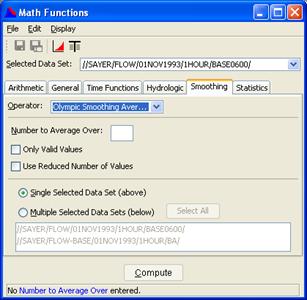 Math Functions
File Edit Display
Selected Data Set: //SAYER/FLOW/01NOV1993/1HOUR/BASE0600/
Arithmetic General Time Functions Hydrologic Smoothing Statistics
Operator: Olympic Smoothing Aver...
Number to Average Over:
Only Valid Values
Use Reduced Number of Values
Single Selected Data Set (above)
Multiple Selected Data Sets (below) Select All
//SAYER/FLOW/01NOV1993/1HOUR/BASE0600/
//SAYER/FLOW-BASE/01NOV1993/1HOUR/BA/
Compute
No Number to Average Over entered.